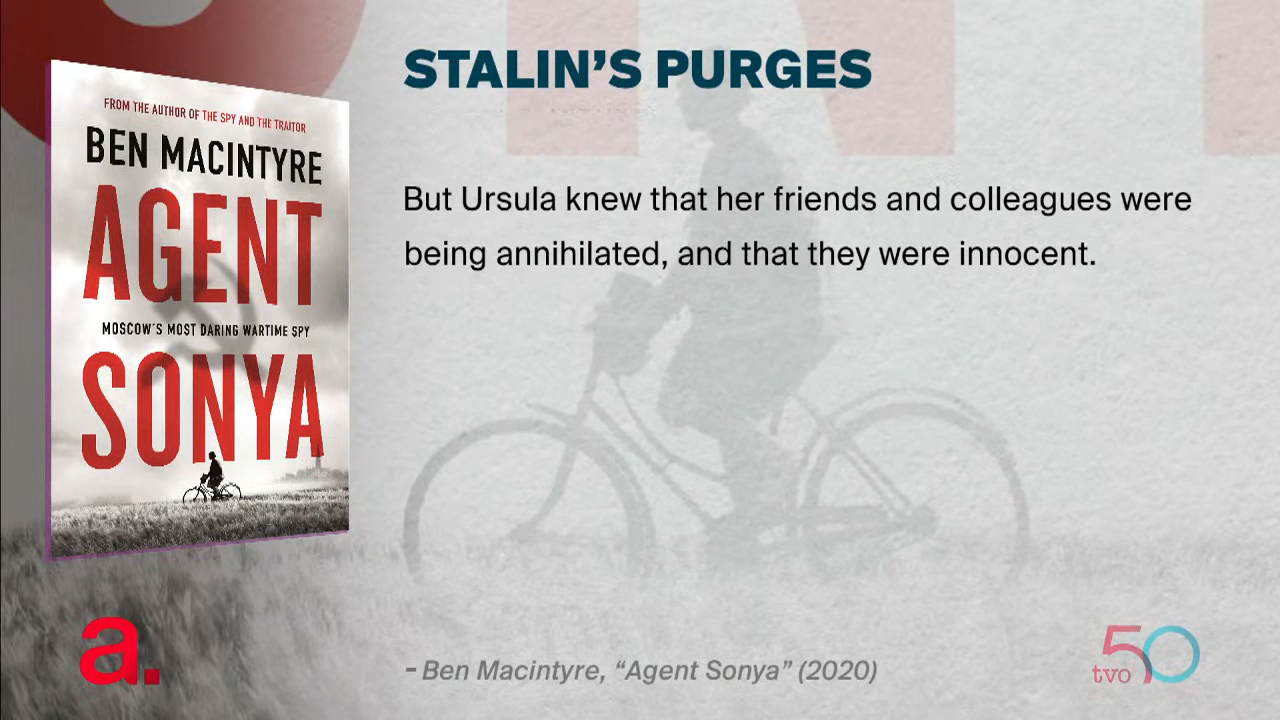 STALIN'S PURGES
FROM THE AUTHOR OF THE SPY AND THE TRAITOR
BEN MACINTYRE
AGENT
MOSCOW'S MOST DARING WARTIME SPY
SONYA
But Ursula knew that her friends and colleagues were
being annihilated, and that they were innocent.
a.
- Ben Macintyre, “Agent Sonya” (2020)
tvo 50